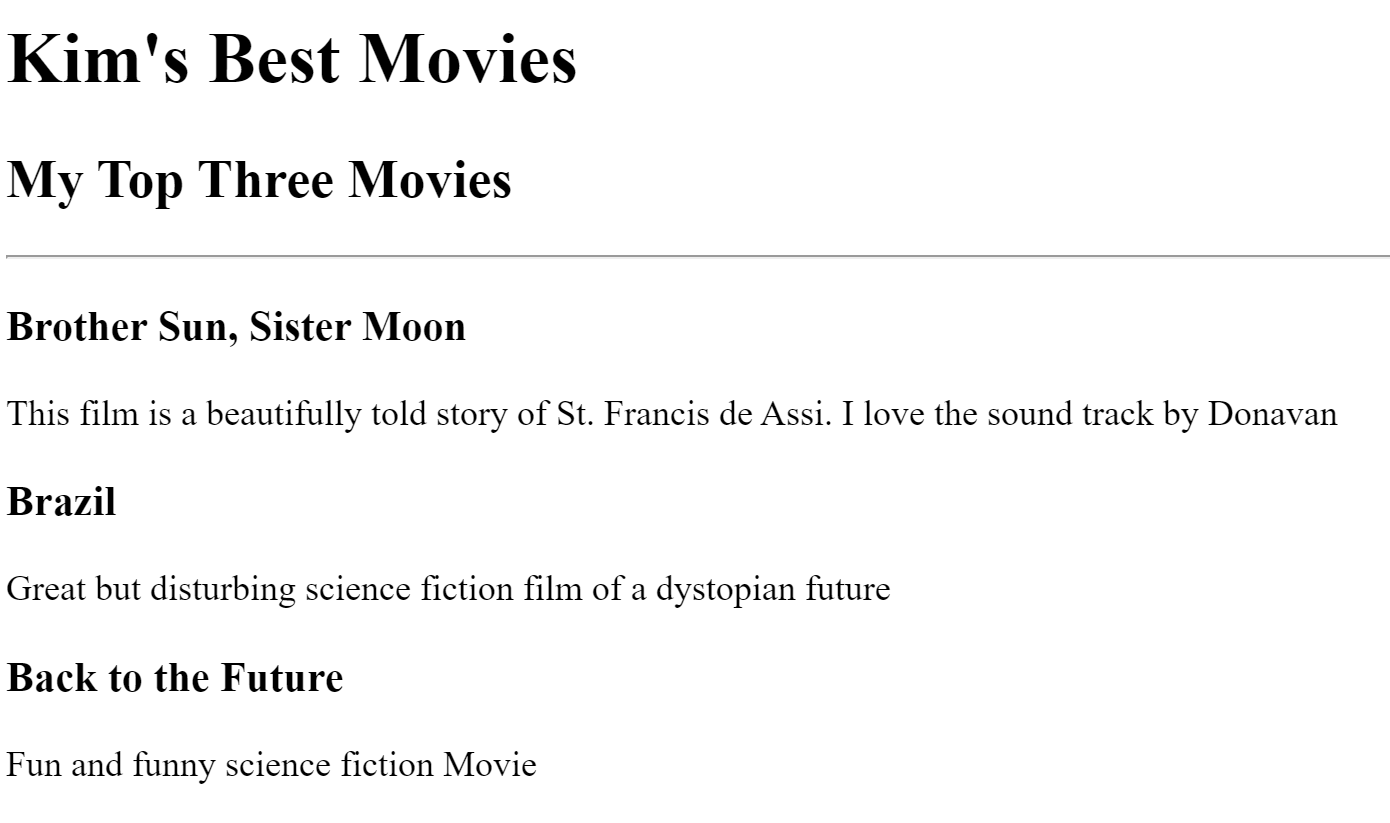 Kim's Best Movies
My Top Three Movies
Brother Sun, Sister Moon
This film is a beautifully told story of St. Francis de Assi. I love the sound track by Donavan
Brazil
Great but disturbing science fiction film of a dystopian future
Back to the Future
Fun and funny science fiction Movie